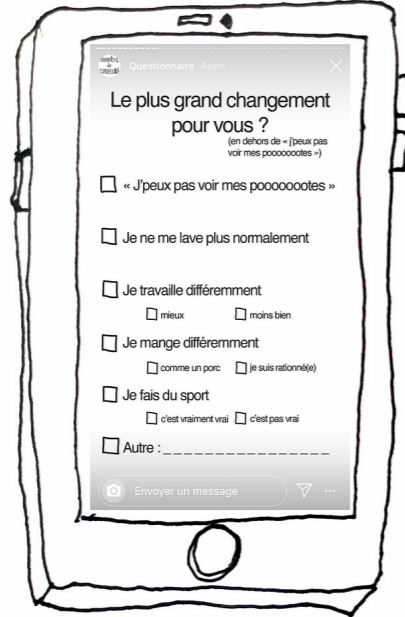 Questionnaire 4sem
Le plus grand changement
pour vous ?
(en dehors de « j'peux pas
voir mes poooooootes »)
« J'peux pas voir mes poooooootes »
Je ne me lave plus normalement
Je travaille différemment
mieux moins bien
Je mange différemment
comme un porc je suis rationné(e)
Je fais du sport
c'est vraiment vrai c'est pas vrai
Autre : _ _ _ _ _ _ _ _ _ _ _ _ _ _ _ _
Envoyer un message